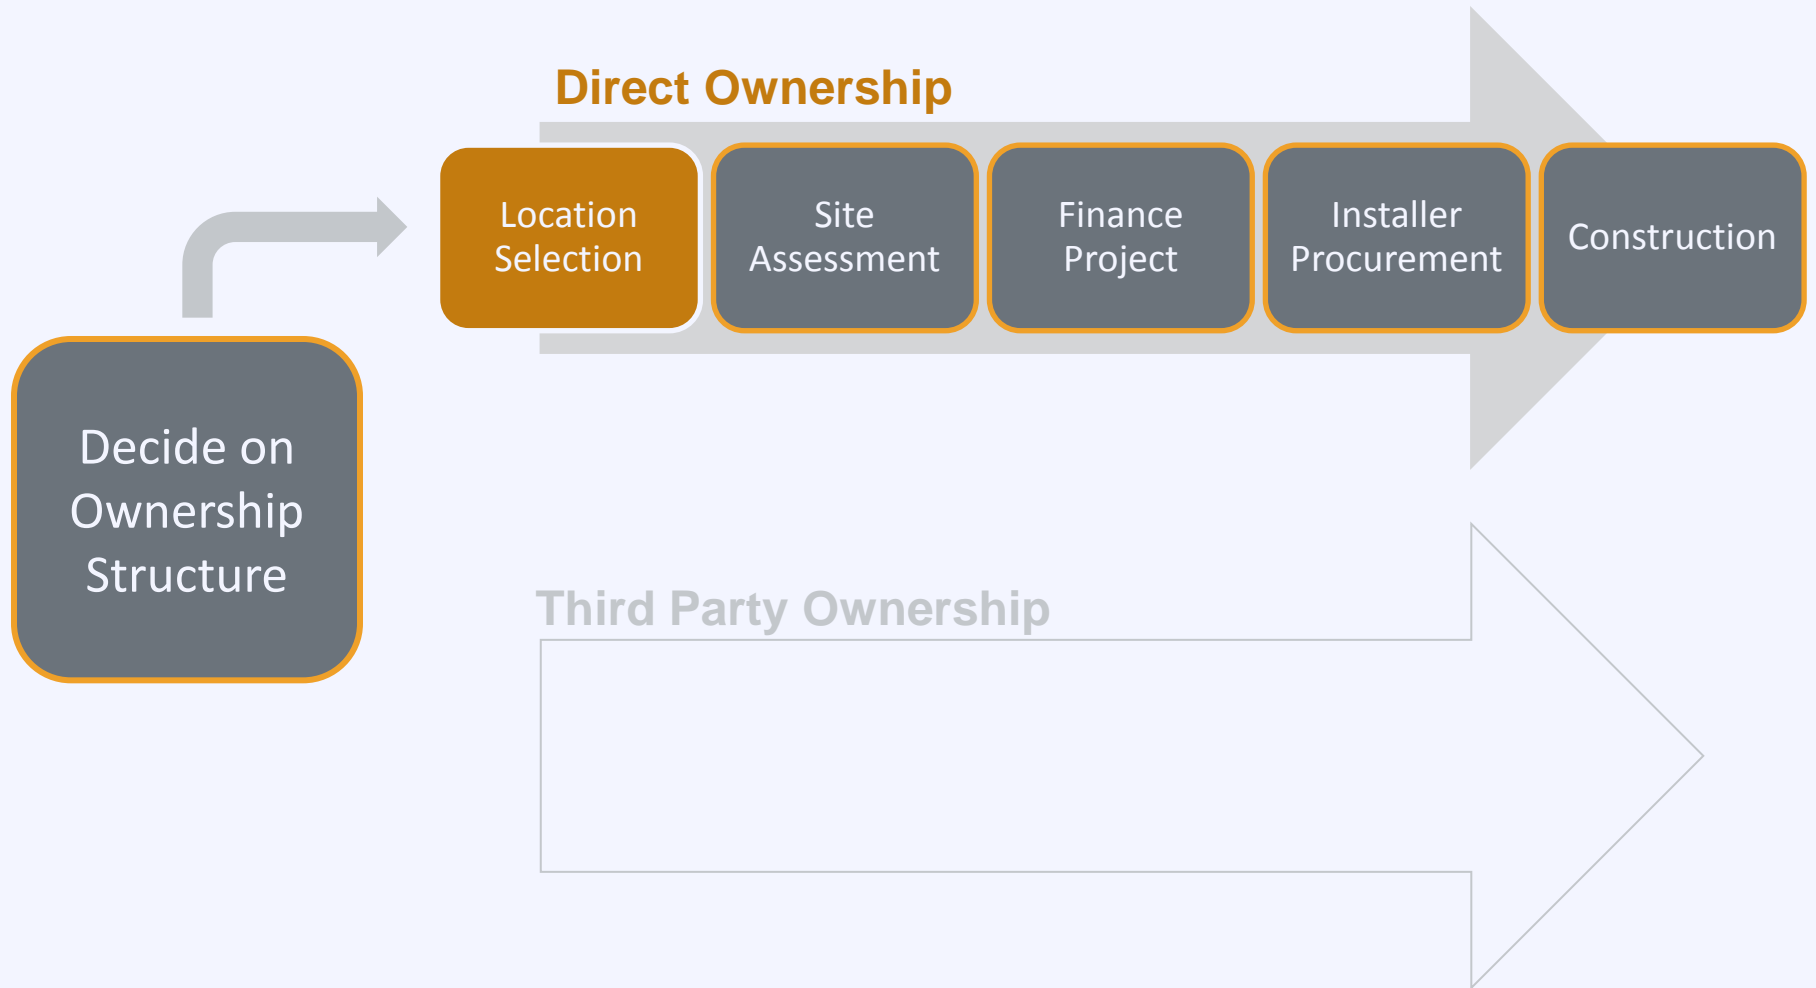 Direct Ownership
Location
Selection
Site
Assessment
Finance
Project
Installer
Procurement
Construction
Decide on
Ownership
Structure
Third Party Ownership